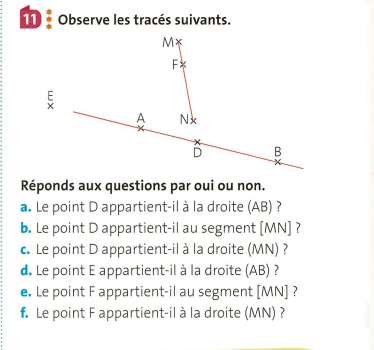 11 Observe les tracés suivants.
M
F
E
A
N
D
B
Réponds aux questions par oui ou non.
a. Le point D appartient-il à la droite (AB) ?
b. Le point D appartient-il au segment [MN] ?
c. Le point D appartient-il à la droite (MN) ?
d. Le point E appartient-il à la droite (AB) ?
e. Le point F appartient-il au segment [MN] ?
f. Le point F appartient-il à la droite (MN) ?